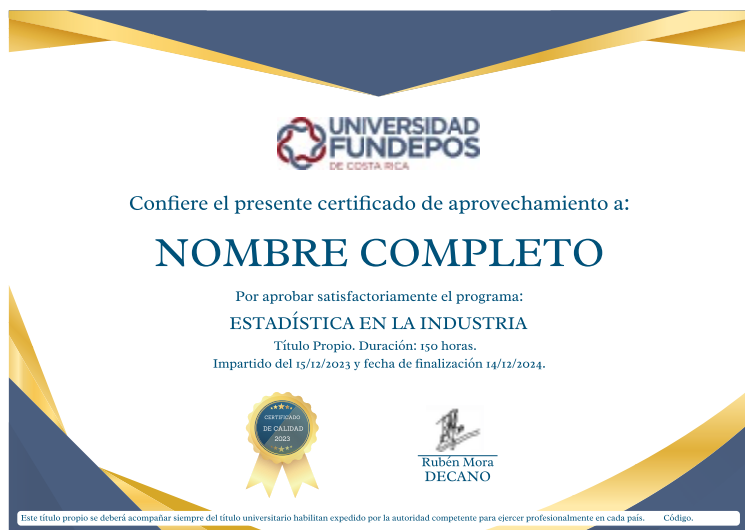 UNIVERSIDAD
FUNDEPOS
DE COSTA RICA
Confiere el presente certificado de aprovechamiento a:
NOMBRE COMPLETO
Por aprobar satisfactoriamente el programa:
ESTADÍSTICA EN LA INDUSTRIA
Título Propio. Duración: 150 horas.
Impartido del 15/12/2023 y fecha de finalización 14/12/2024.
CERTIFICADO
DE CALIDAD
2023
Rubén Mora
DECANO
Este título propio se deberá acompañar siempre del título universitario habilitan expedido por la autoridad competente para ejercer profesionalmente en cada país. Código.